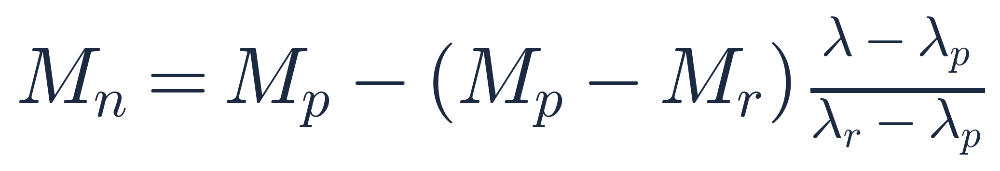 $M_n = M_p - (M_p - M_r) \frac{\lambda - \lambda_p}{\lambda_r - \lambda_p}$